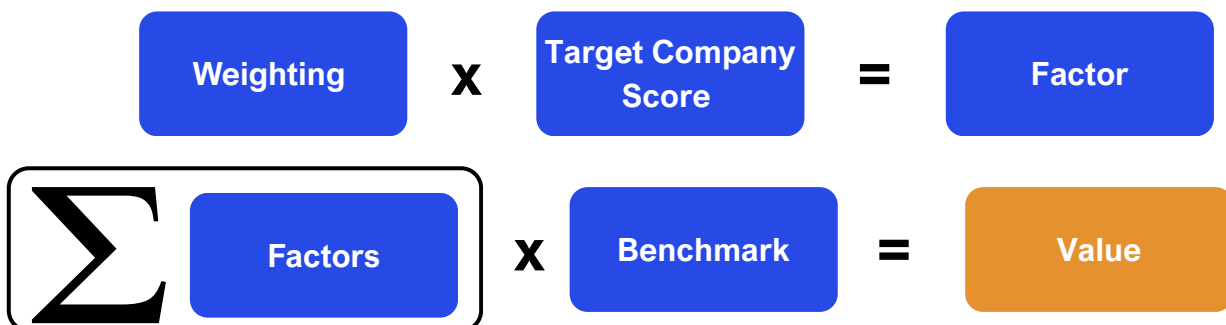 Weighting x Target Company Score = Factor
∑ Factors x Benchmark = Value